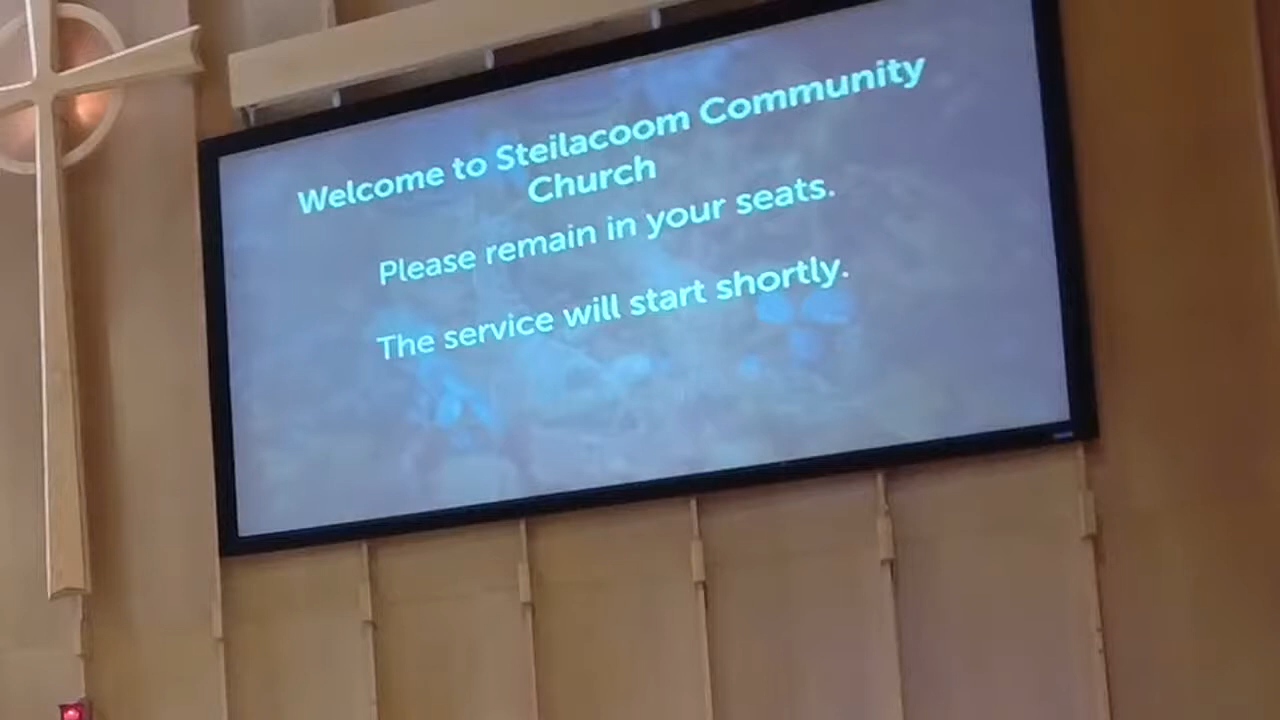 Welcome to Steilacoom Community
Church
Please remain in your seats.
The service will start shortly.